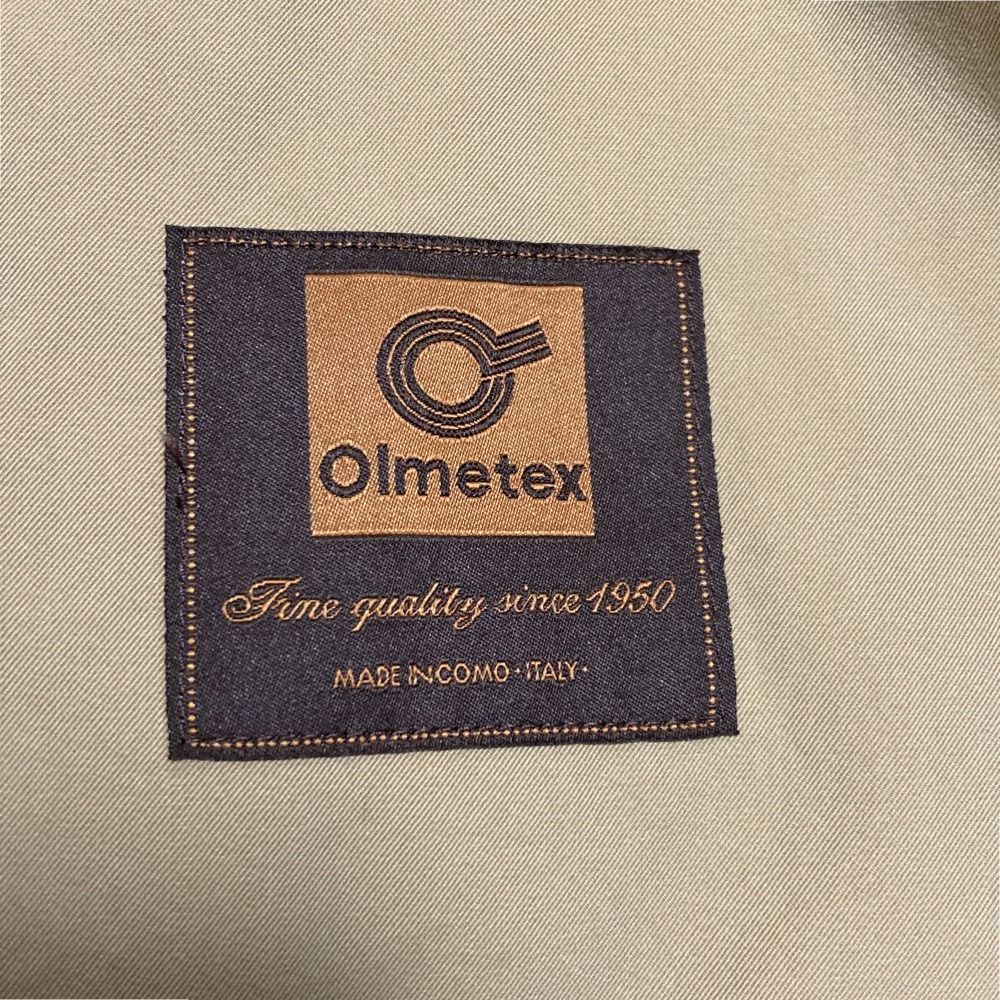 Olmetex
Fine quality since 1950
MADE IN COMO · ITALY ·